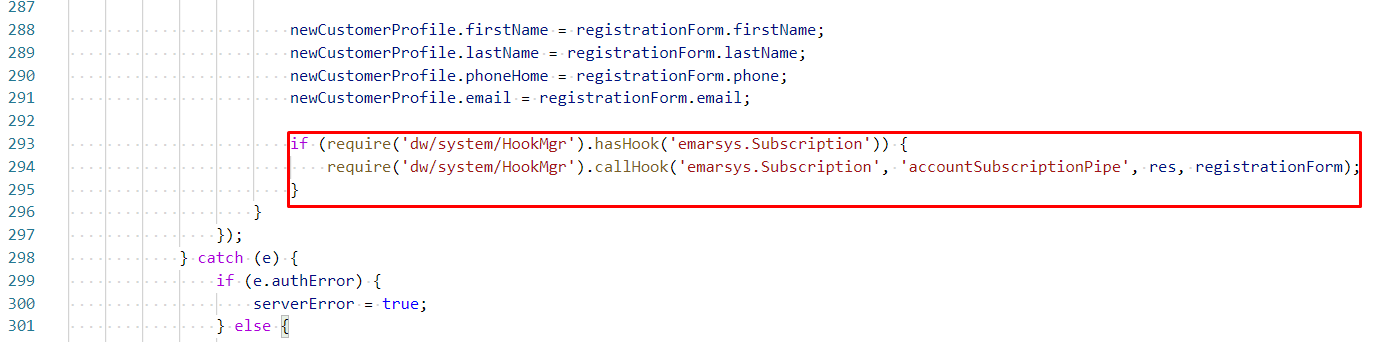 287
288 newCustomerProfile.firstName = registrationForm.firstName;
289 newCustomerProfile.lastName = registrationForm.lastName;
290 newCustomerProfile.phoneHome = registrationForm.phone;
291 newCustomerProfile.email = registrationForm.email;
292
293 if (require('dw/system/HookMgr').hasHook('emarsys.Subscription')) {
294 require('dw/system/HookMgr').callHook('emarsys.Subscription', 'accountSubscriptionPipe', res, registrationForm);
295 }
296 }
297 });
298 } catch (e) {
299 if (e.authError) {
300 serverError = true;
301 } else {